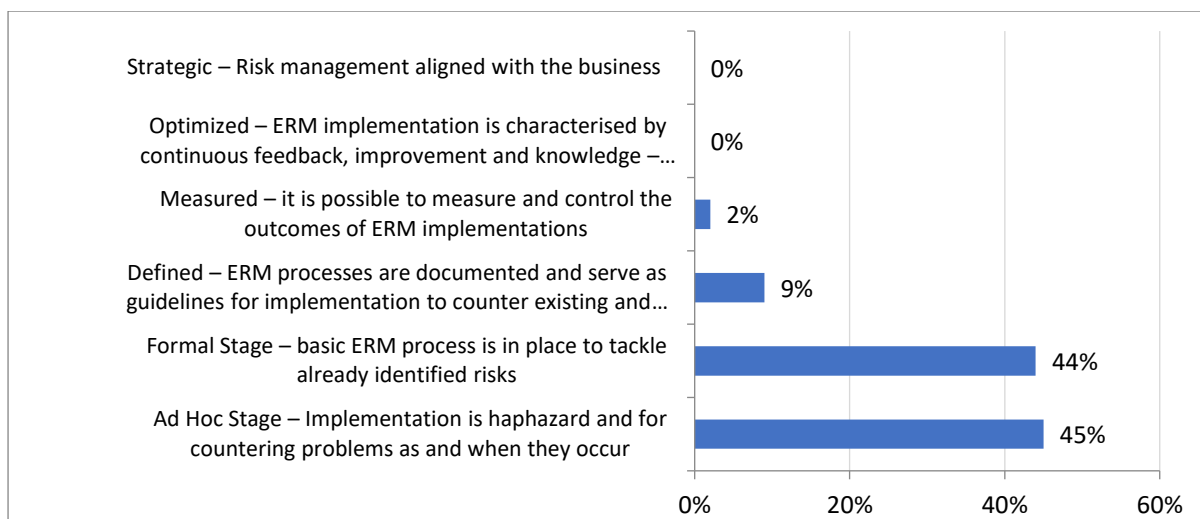 Strategic – Risk management aligned with the business
0%
Optimized – ERM implementation is characterised by
continuous feedback, improvement and knowledge –…
0%
Measured – it is possible to measure and control the
outcomes of ERM implementations
2%
Defined – ERM processes are documented and serve as
guidelines for implementation to counter existing and…
9%
Formal Stage – basic ERM process is in place to tackle
already identified risks
44%
Ad Hoc Stage – Implementation is haphazard and for
countering problems as and when they occur
45%
0% 20% 40% 60%